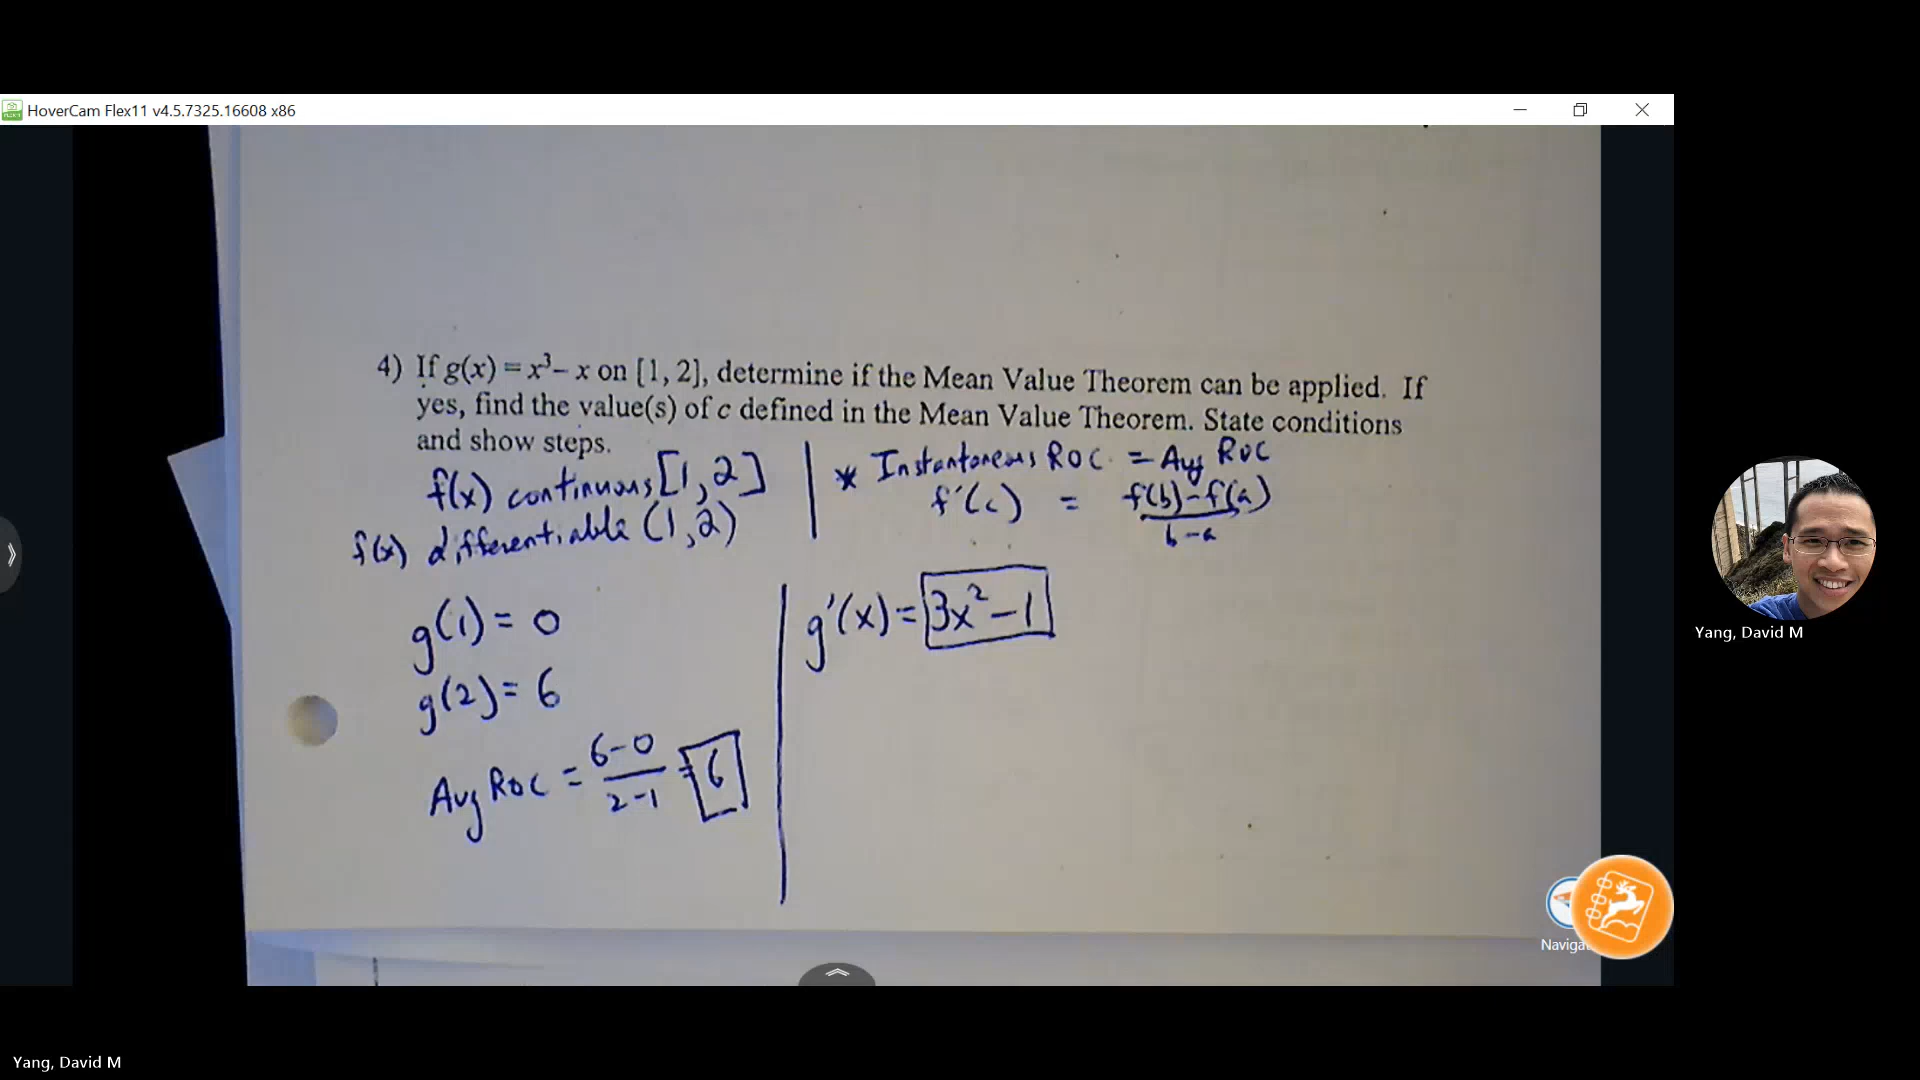 HoverCam Flex11 v4.5.7325.16608 x86
4) If g(x) = x³ – x on [1, 2], determine if the Mean Value Theorem can be applied. If
yes, find the value(s) of c defined in the Mean Value Theorem. State conditions
and show steps.
f(x) continuous [1,2]
f(x) differentiable (1,2)
* Instantaneous ROC = Avg ROC
f'(c) = f(b)-f(a)
b-a
g(1) = 0
g(2) = 6
Avg ROC = 6-0 = 6
2-1
g'(x) = 3x² - 1
Yang, David M
Yang, David M